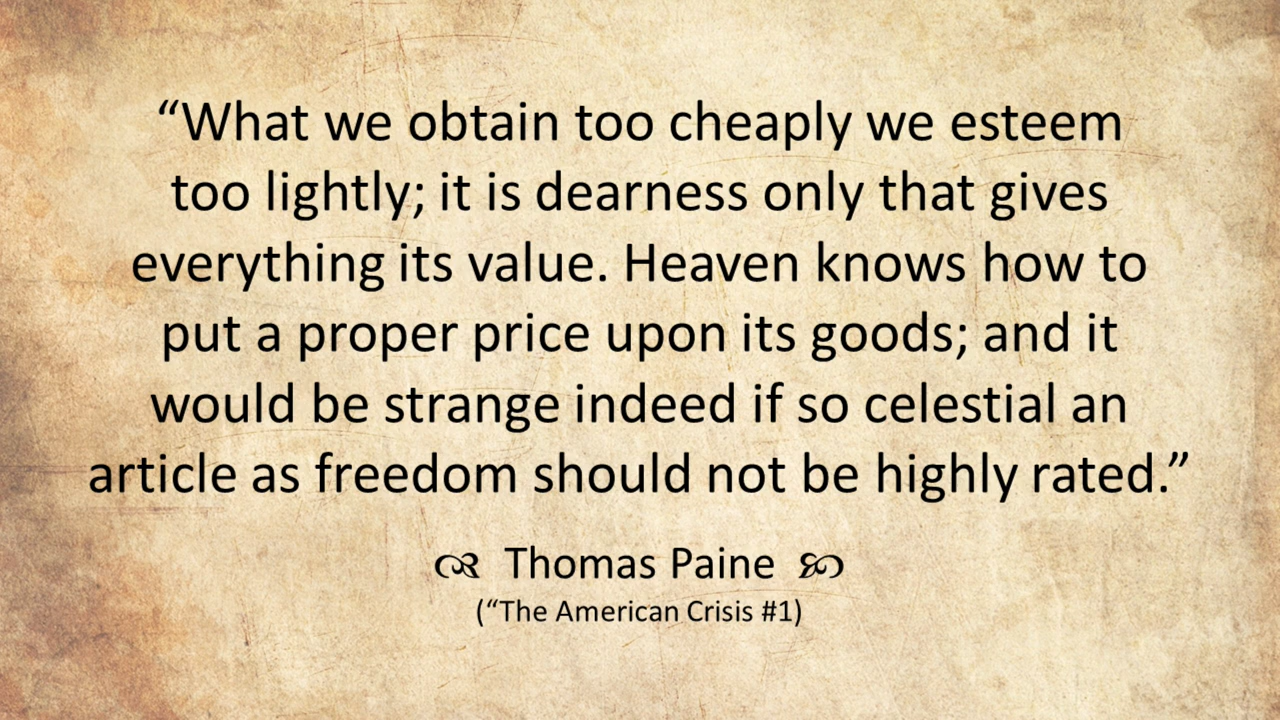 “What we obtain too cheaply we esteem
too lightly; it is dearness only that gives
everything its value. Heaven knows how to
put a proper price upon its goods; and it
would be strange indeed if so celestial an
article as freedom should not be highly rated.”
Thomas Paine
(“The American Crisis #1)